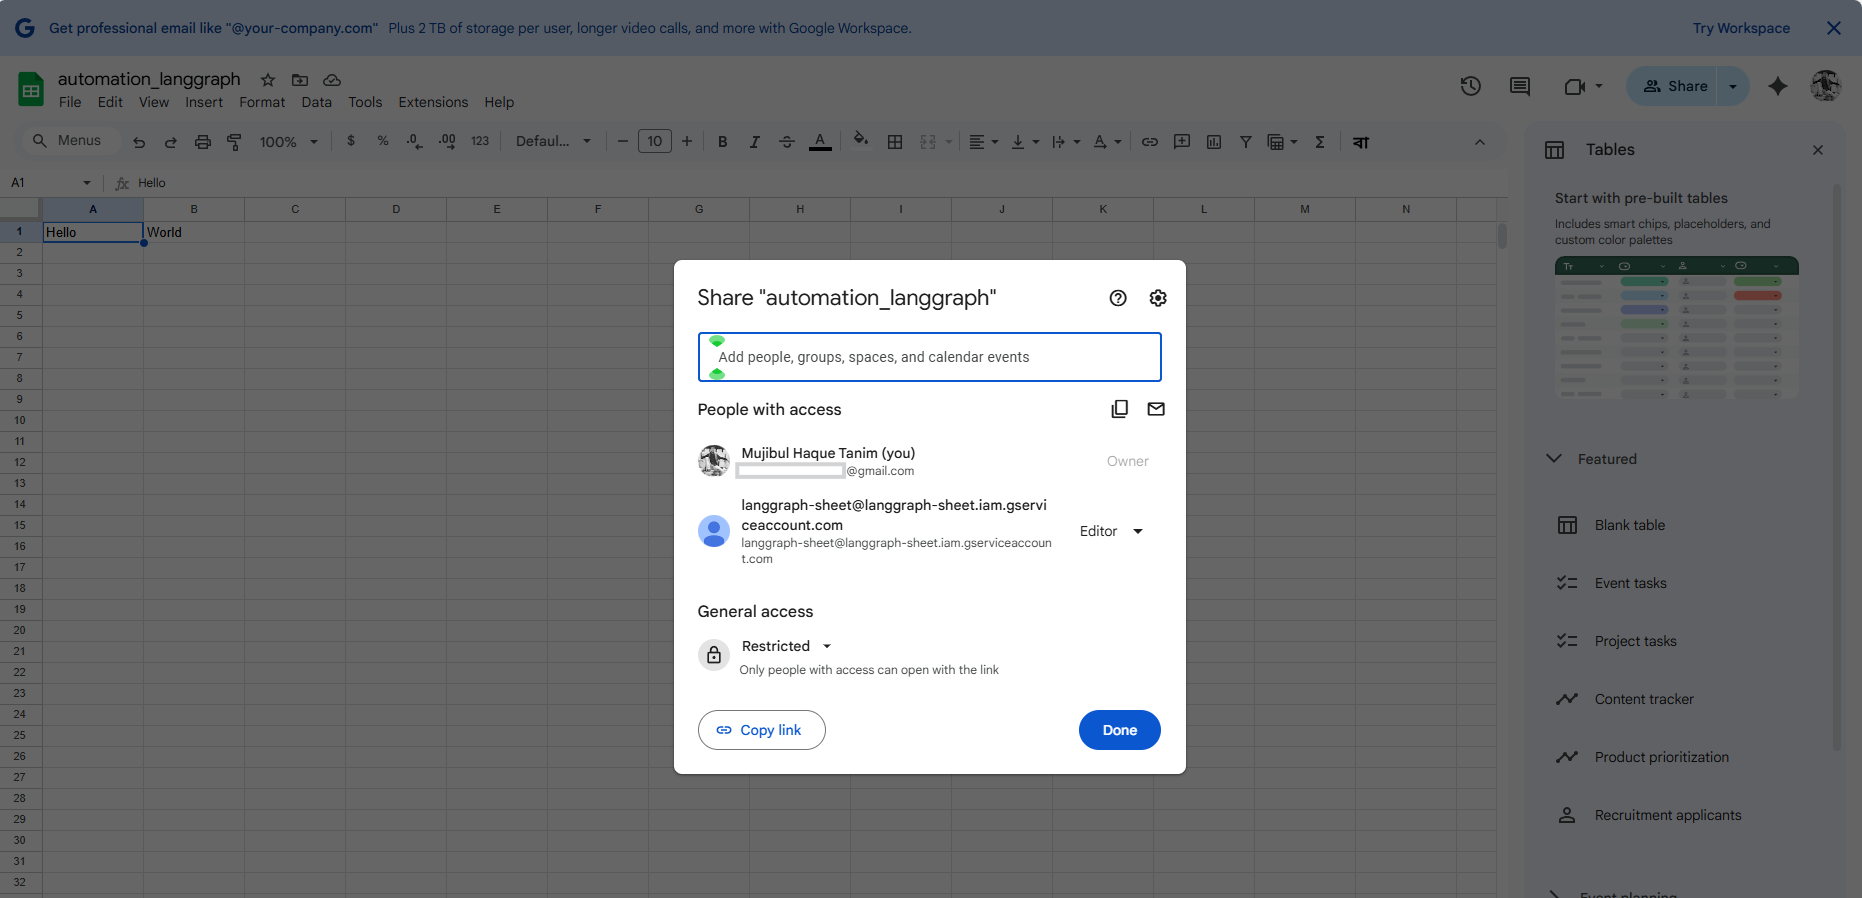 Get professional email like "@your-company.com" Plus 2 TB of storage per user, longer video calls, and more with Google Workspace.
Try Workspace
automation_langgraph
File Edit View Insert Format Data Tools Extensions Help
Share
Menus
100%
$ % .0 .00 123
Defaul...
10
B I A
Σ
বা
A1
fx Hello
A B C D E F G H I J K L M N
1 Hello World
2
3
4
5
6
7
8
9
10
11
12
13
14
15
16
17
18
19
20
21
22
23
24
25
26
27
28
29
30
31
32
Share "automation_langgraph"
Add people, groups, spaces, and calendar events
People with access
Mujibul Haque Tanim (you)
@gmail.com
Owner
langgraph-sheet@langgraph-sheet.iam.gservi
ceaccount.com
langgraph-sheet@langgraph-sheet.iam.gserviceaccoun
t.com
Editor
General access
Restricted
Only people with access can open with the link
Copy link
Done
Tables
Start with pre-built tables
Includes smart chips, placeholders, and
custom color palettes
Tт
Featured
Blank table
Event tasks
Project tasks
Content tracker
Product prioritization
Recruitment applicants
Event planning